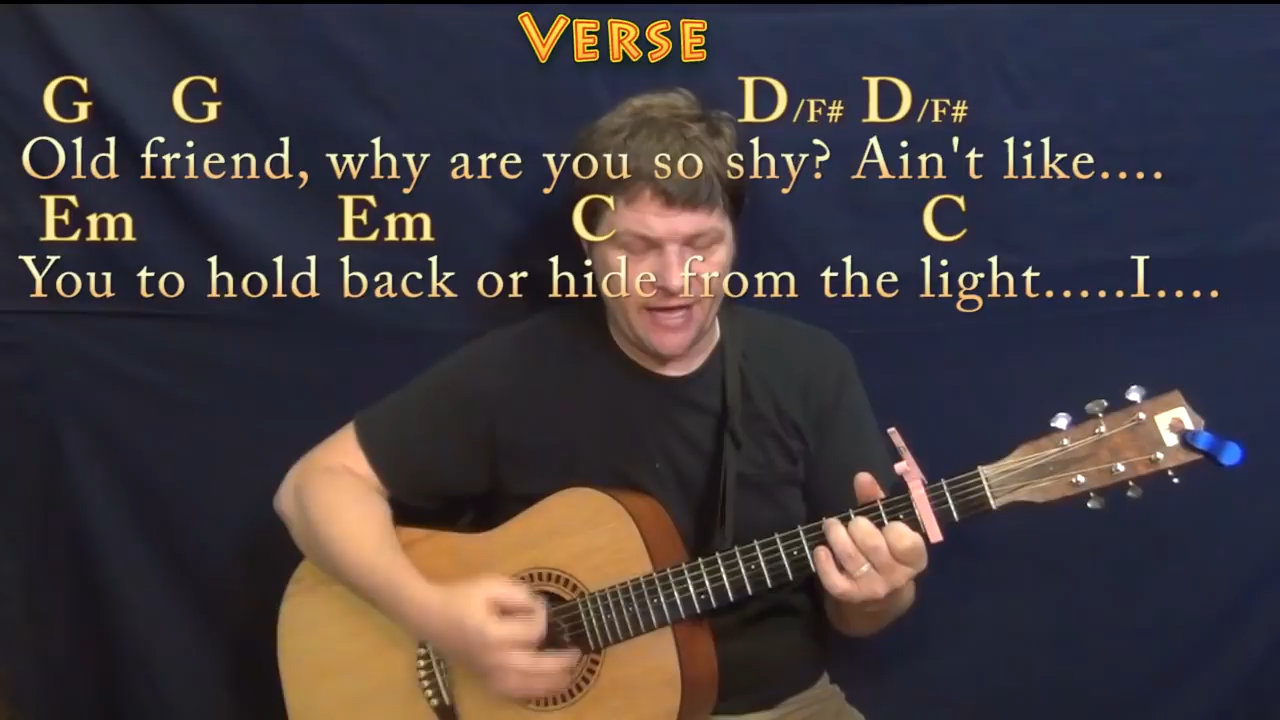 VERSE
G G D/F# D/F#
Old friend, why are you so shy? Ain't like....
Em Em C C
You to hold back or hide from the light.....I....